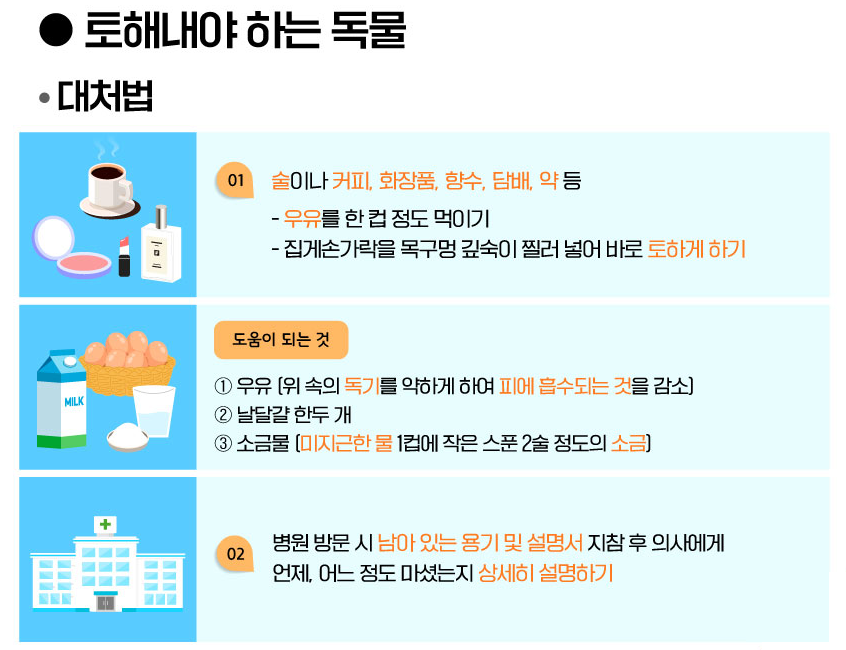 ● 토해내야 하는 독물
• 대처법
01
술이나 커피, 화장품, 향수, 담배, 약 등
- 우유를 한 컵 정도 먹이기
- 집게손가락을 목구멍 깊숙이 찔러 넣어 바로 토하게 하기
도움이 되는 것
MILK
① 우유 (위 속의 독기를 약하게 하여 피에 흡수되는 것을 감소)
② 날달걀 한두 개
③ 소금물 (미지근한 물 1컵에 작은 스푼 2술 정도의 소금)
02
병원 방문 시 남아 있는 용기 및 설명서 지참 후 의사에게
언제, 어느 정도 마셨는지 상세히 설명하기